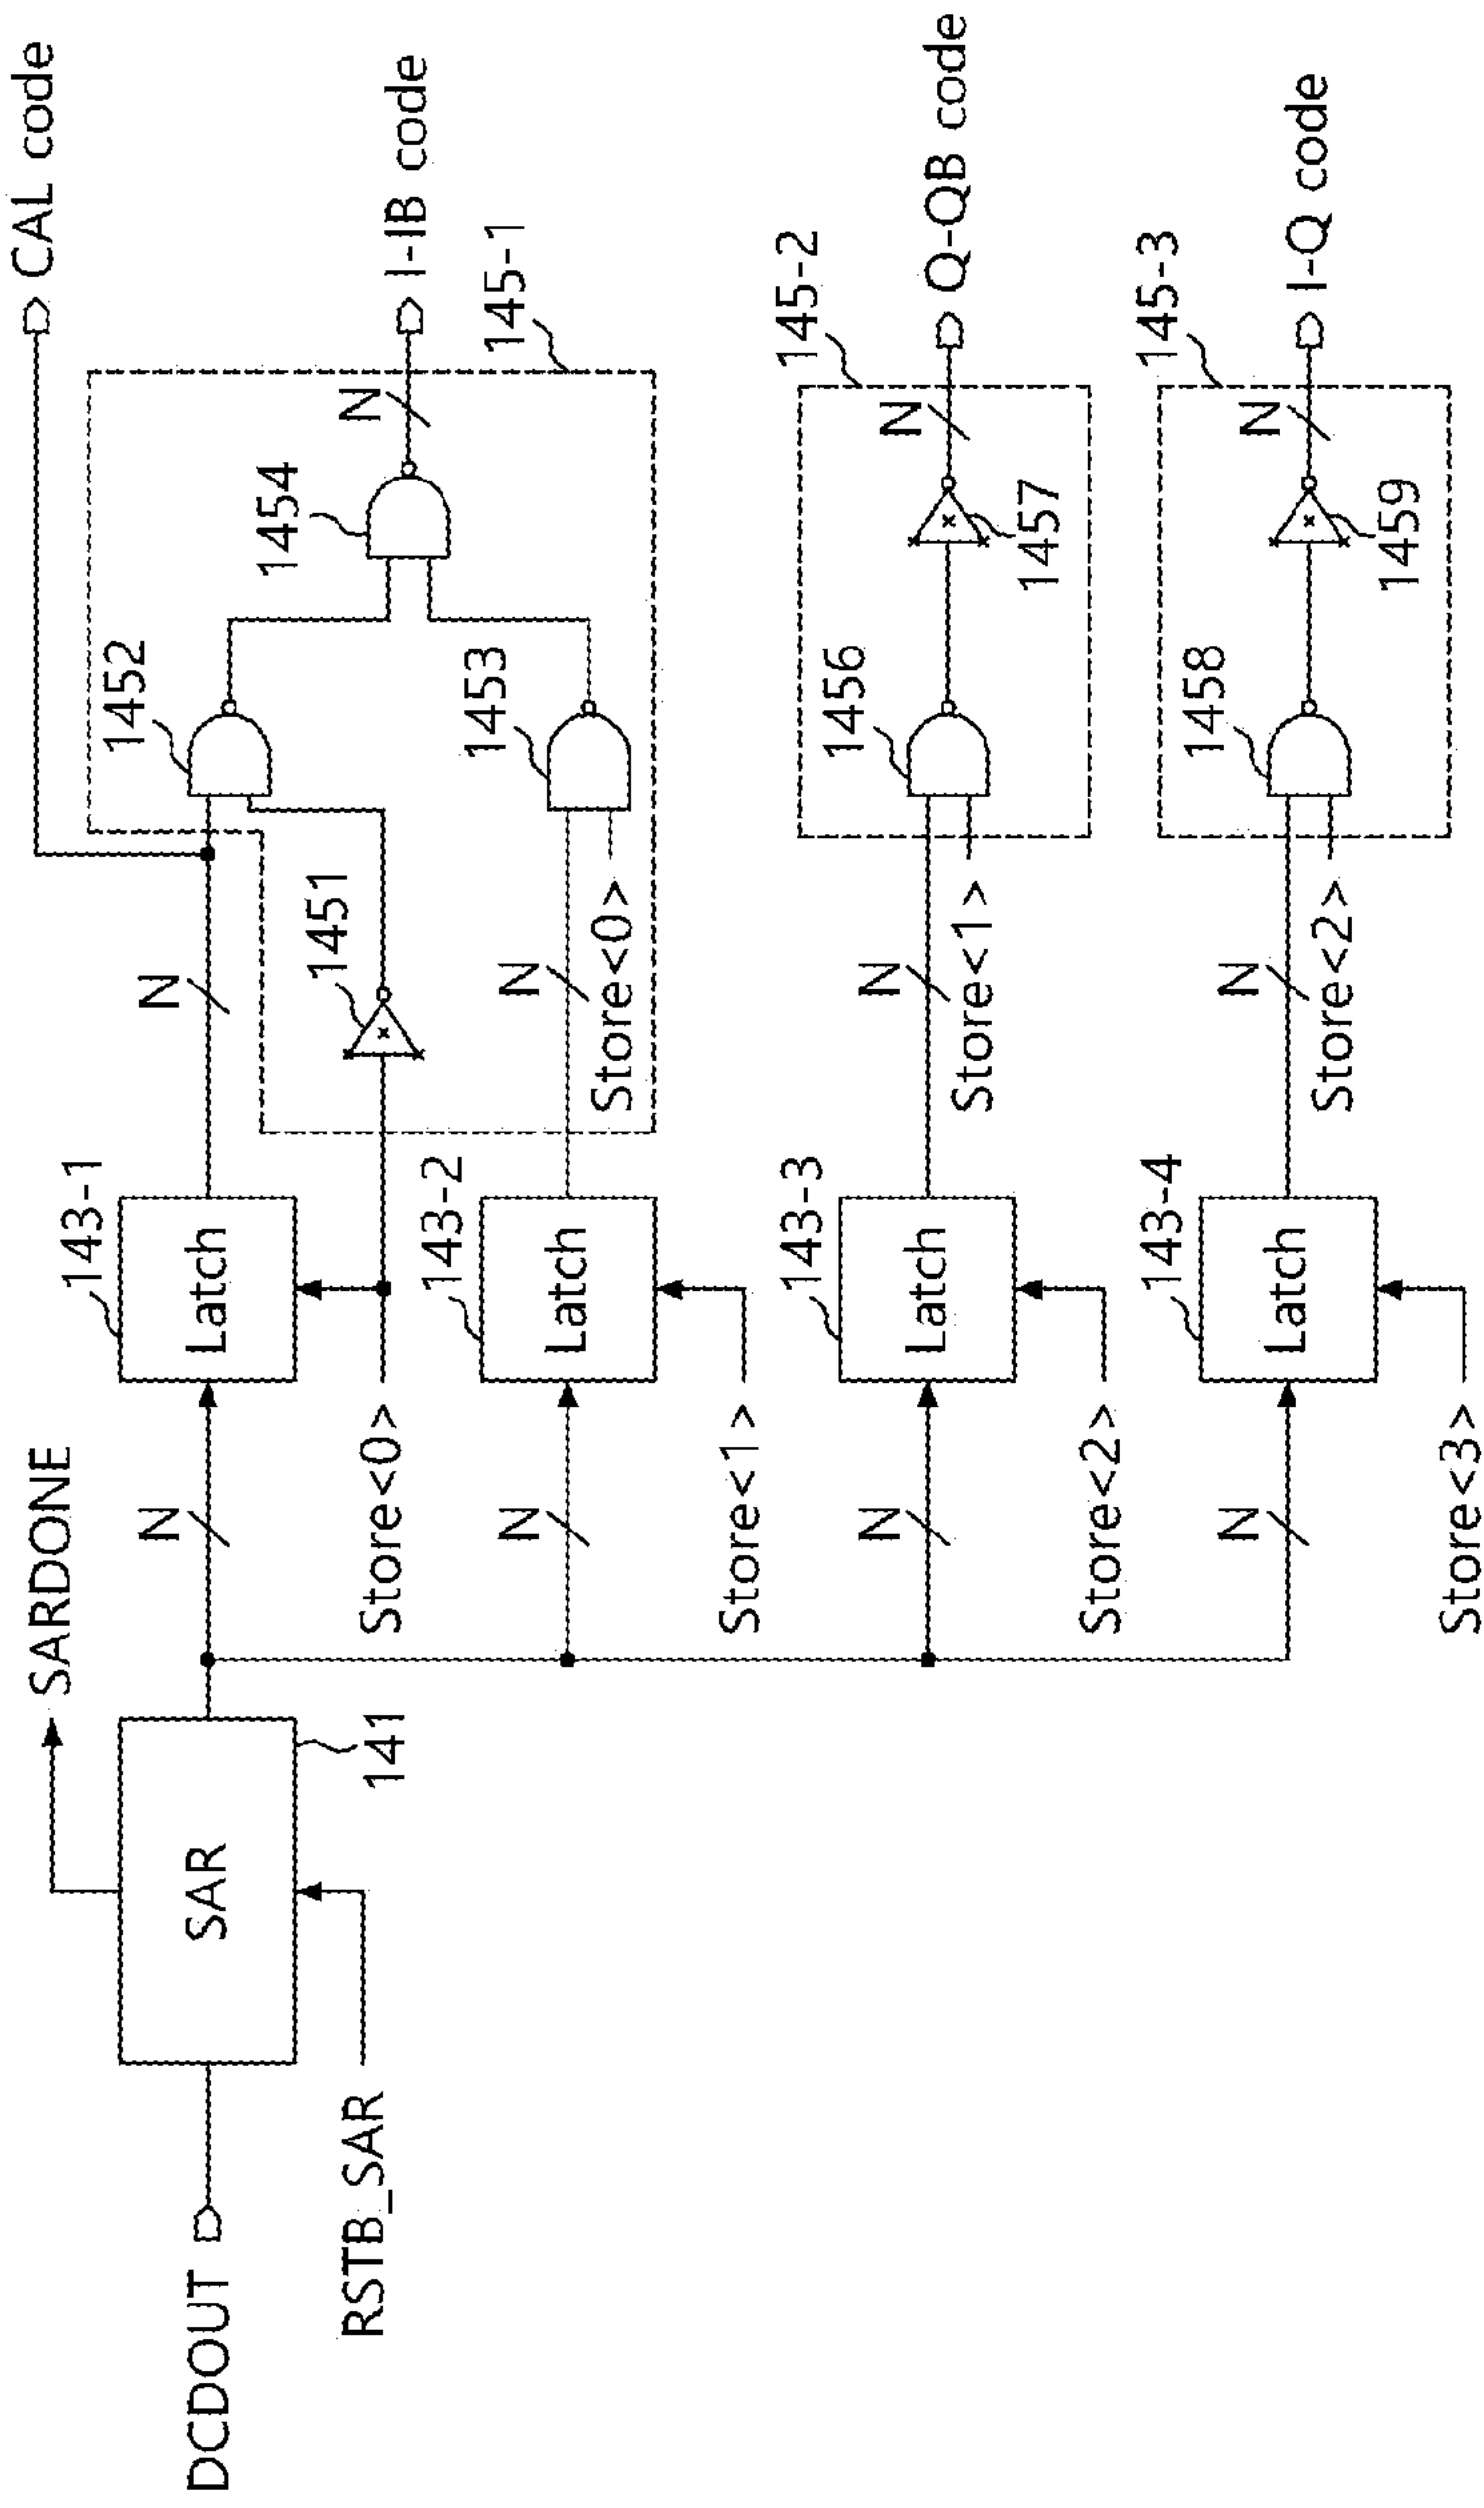 DCDOUT
RSTB_SAR
SAR
141
SARDONE
N
143-1
Latch
Store<0>
N
CAL code
1451
1452
1454
N
I-IB code
145-1
N
143-2
Latch
Store<1>
N
Store<0>
1453
N
143-3
Latch
Store<2>
N
Store<1>
1456
1457
N
145-2
Q-QB code
N
143-4
Latch
Store<3>
N
Store<2>
1458
1459
N
145-3
I-Q code